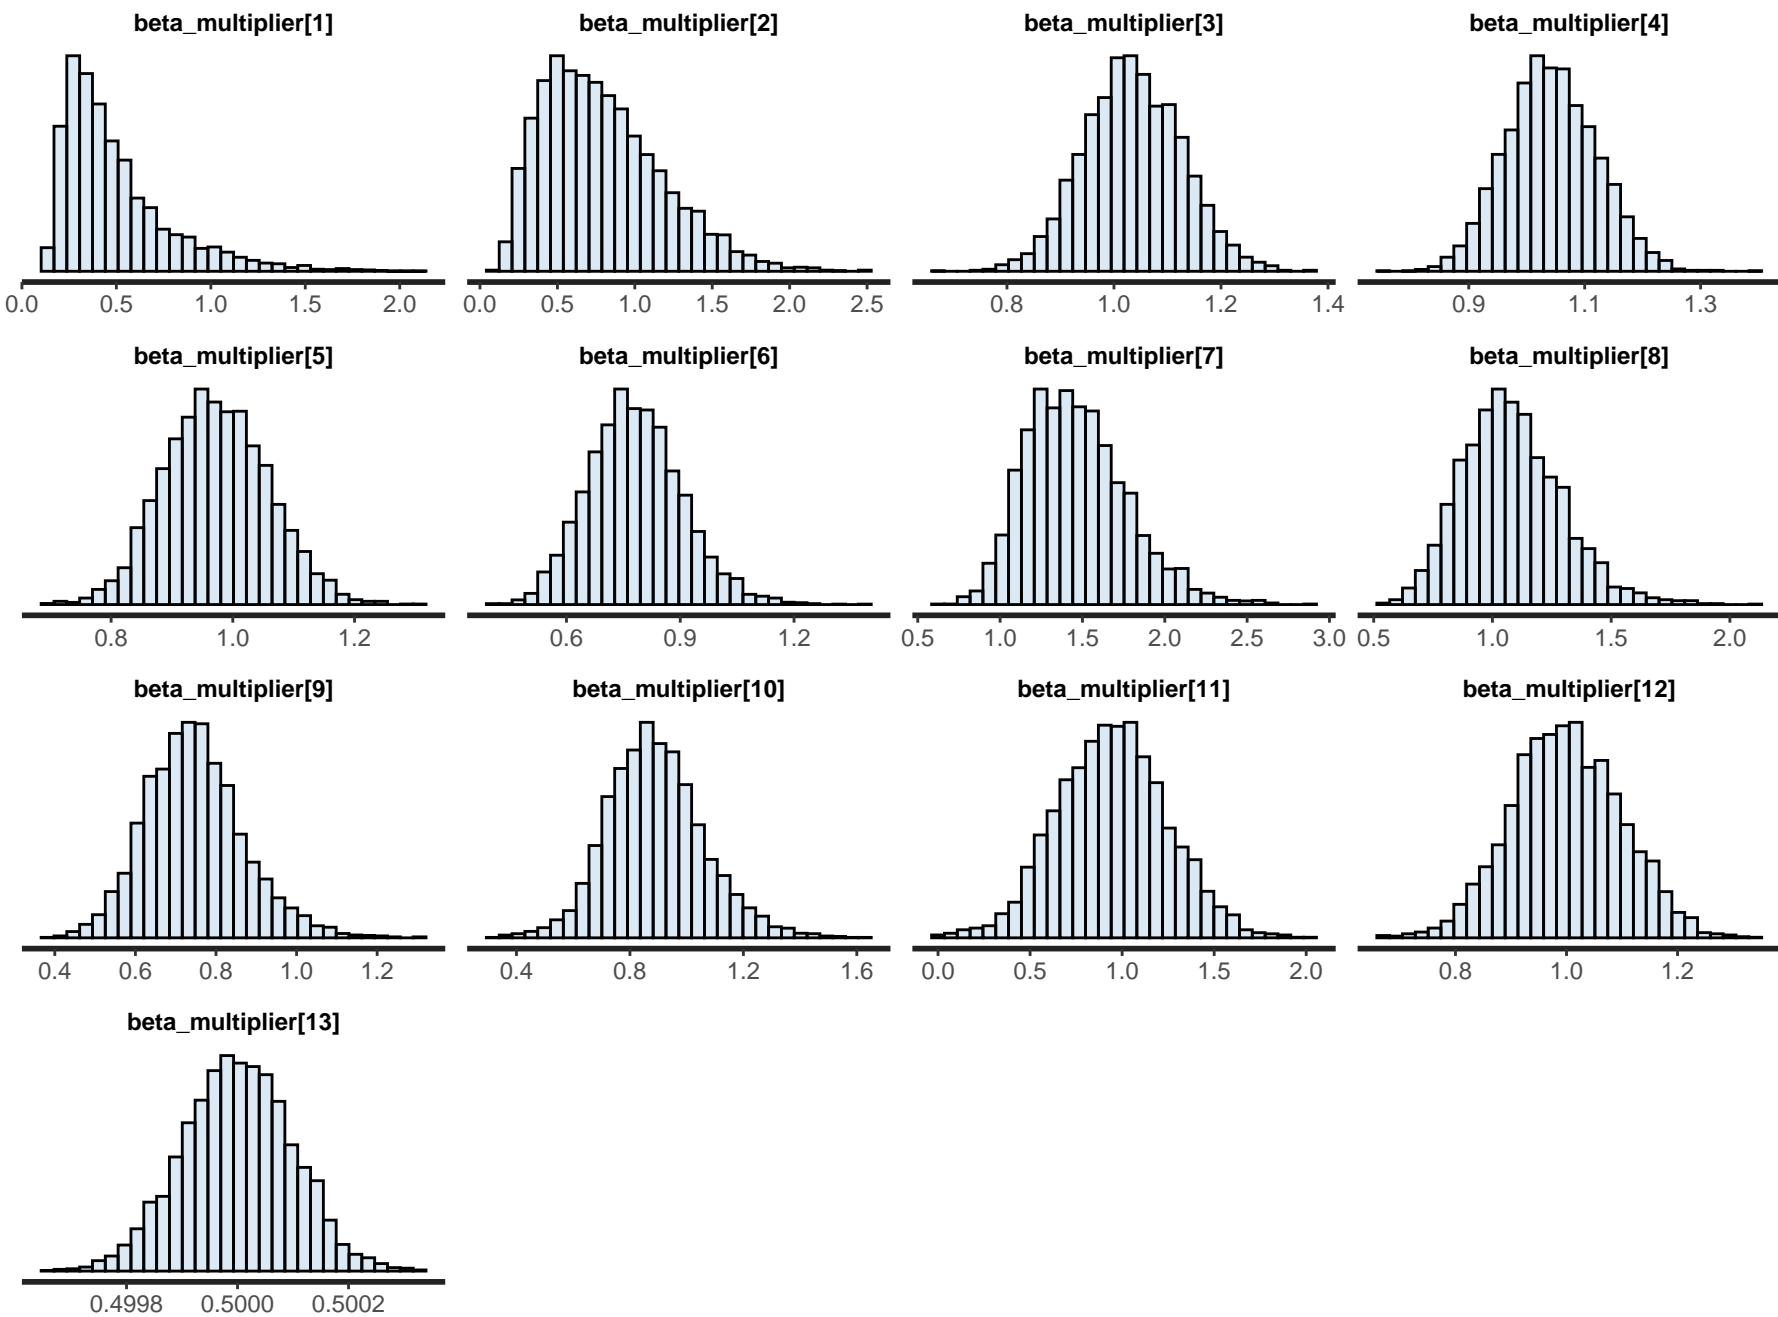 beta_multiplier[1] beta_multiplier[2] beta_multiplier[3] beta_multiplier[4]
0.0 0.5 1.0 1.5 2.0 0.0 0.5 1.0 1.5 2.0 2.5 0.8 1.0 1.2 1.4 0.9 1.1 1.3
beta_multiplier[5] beta_multiplier[6] beta_multiplier[7] beta_multiplier[8]
0.8 1.0 1.2 0.6 0.9 1.2 0.5 1.0 1.5 2.0 2.5 3.0 0.5 1.0 1.5 2.0
beta_multiplier[9] beta_multiplier[10] beta_multiplier[11] beta_multiplier[12]
0.4 0.6 0.8 1.0 1.2 0.4 0.8 1.2 1.6 0.0 0.5 1.0 1.5 2.0 0.8 1.0 1.2
beta_multiplier[13]
0.4998 0.5000 0.5002